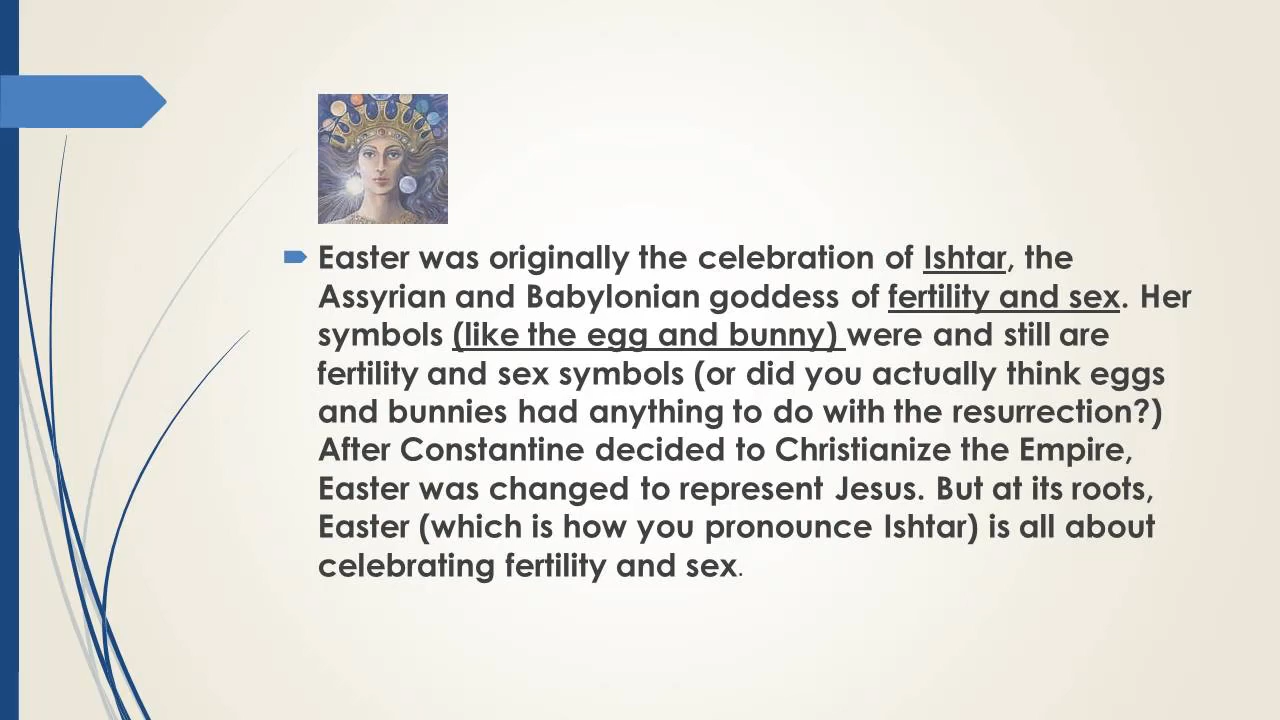 Easter was originally the celebration of Ishtar, the
Assyrian and Babylonian goddess of fertility and sex. Her
symbols (like the egg and bunny) were and still are
fertility and sex symbols (or did you actually think eggs
and bunnies had anything to do with the resurrection?)
After Constantine decided to Christianize the Empire,
Easter was changed to represent Jesus. But at its roots,
Easter (which is how you pronounce Ishtar) is all about
celebrating fertility and sex.